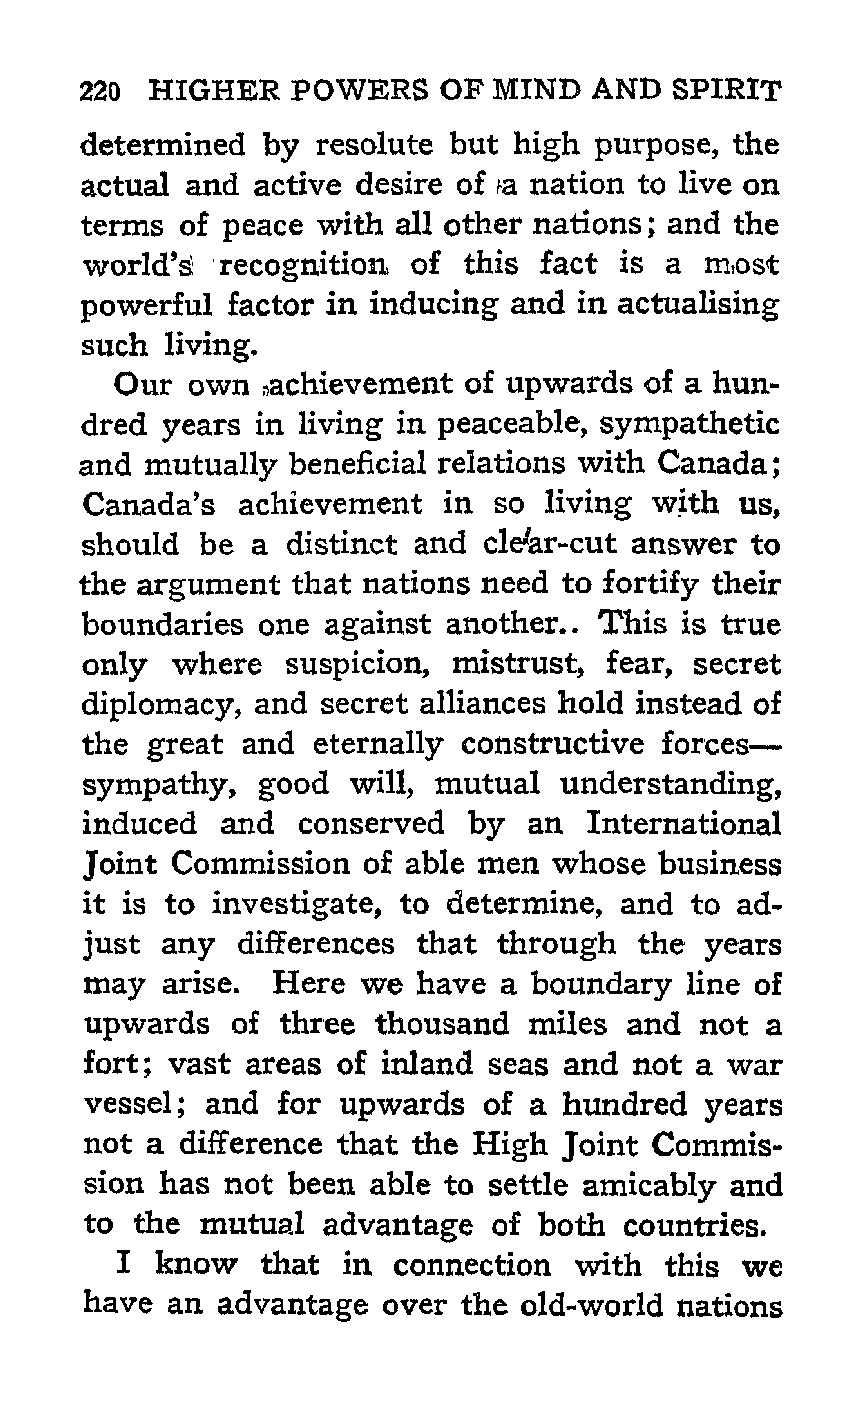 220 HIGHER POWERS OF MIND AND SPIRIT
determined by resolute but high purpose, the
actual and active desire of a nation to live on
terms of peace with all other nations; and the
world's recognition of this fact is a most
powerful factor in inducing and in actualising
such living.
Our own achievement of upwards of a hun-
dred years in living in peaceable, sympathetic
and mutually beneficial relations with Canada;
Canada's achievement in so living with us,
should be a distinct and clear-cut answer to
the argument that nations need to fortify their
boundaries one against another.. This is true
only where suspicion, mistrust, fear, secret
diplomacy, and secret alliances hold instead of
the great and eternally constructive forces—
sympathy, good will, mutual understanding,
induced and conserved by an International
Joint Commission of able men whose business
it is to investigate, to determine, and to ad-
just any differences that through the years
may arise. Here we have a boundary line of
upwards of three thousand miles and not a
fort; vast areas of inland seas and not a war
vessel; and for upwards of a hundred years
not a difference that the High Joint Commis-
sion has not been able to settle amicably and
to the mutual advantage of both countries.
I know that in connection with this we
have an advantage over the old-world nations